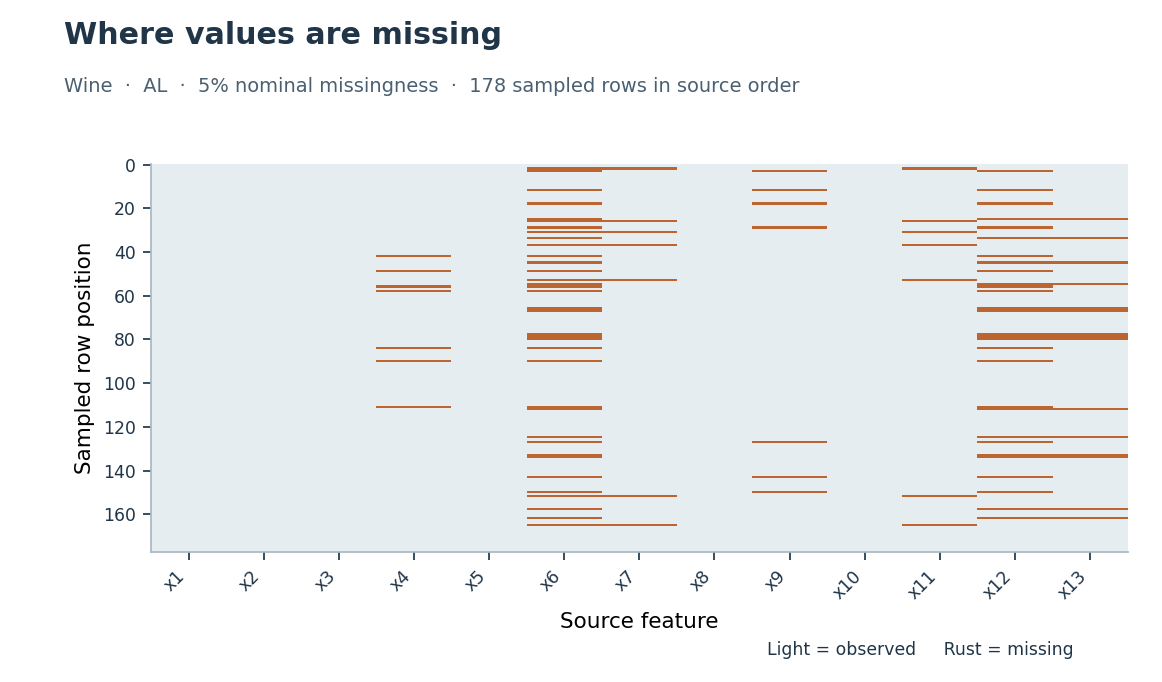 Where values are missing
Wine · AL · 5% nominal missingness · 178 sampled rows in source order
Sampled row position
0
20
40
60
80
100
120
140
160
x1 x2 x3 x4 x5 x6 x7 x8 x9 x10 x11 x12 x13
Source feature
Light = observed Rust = missing